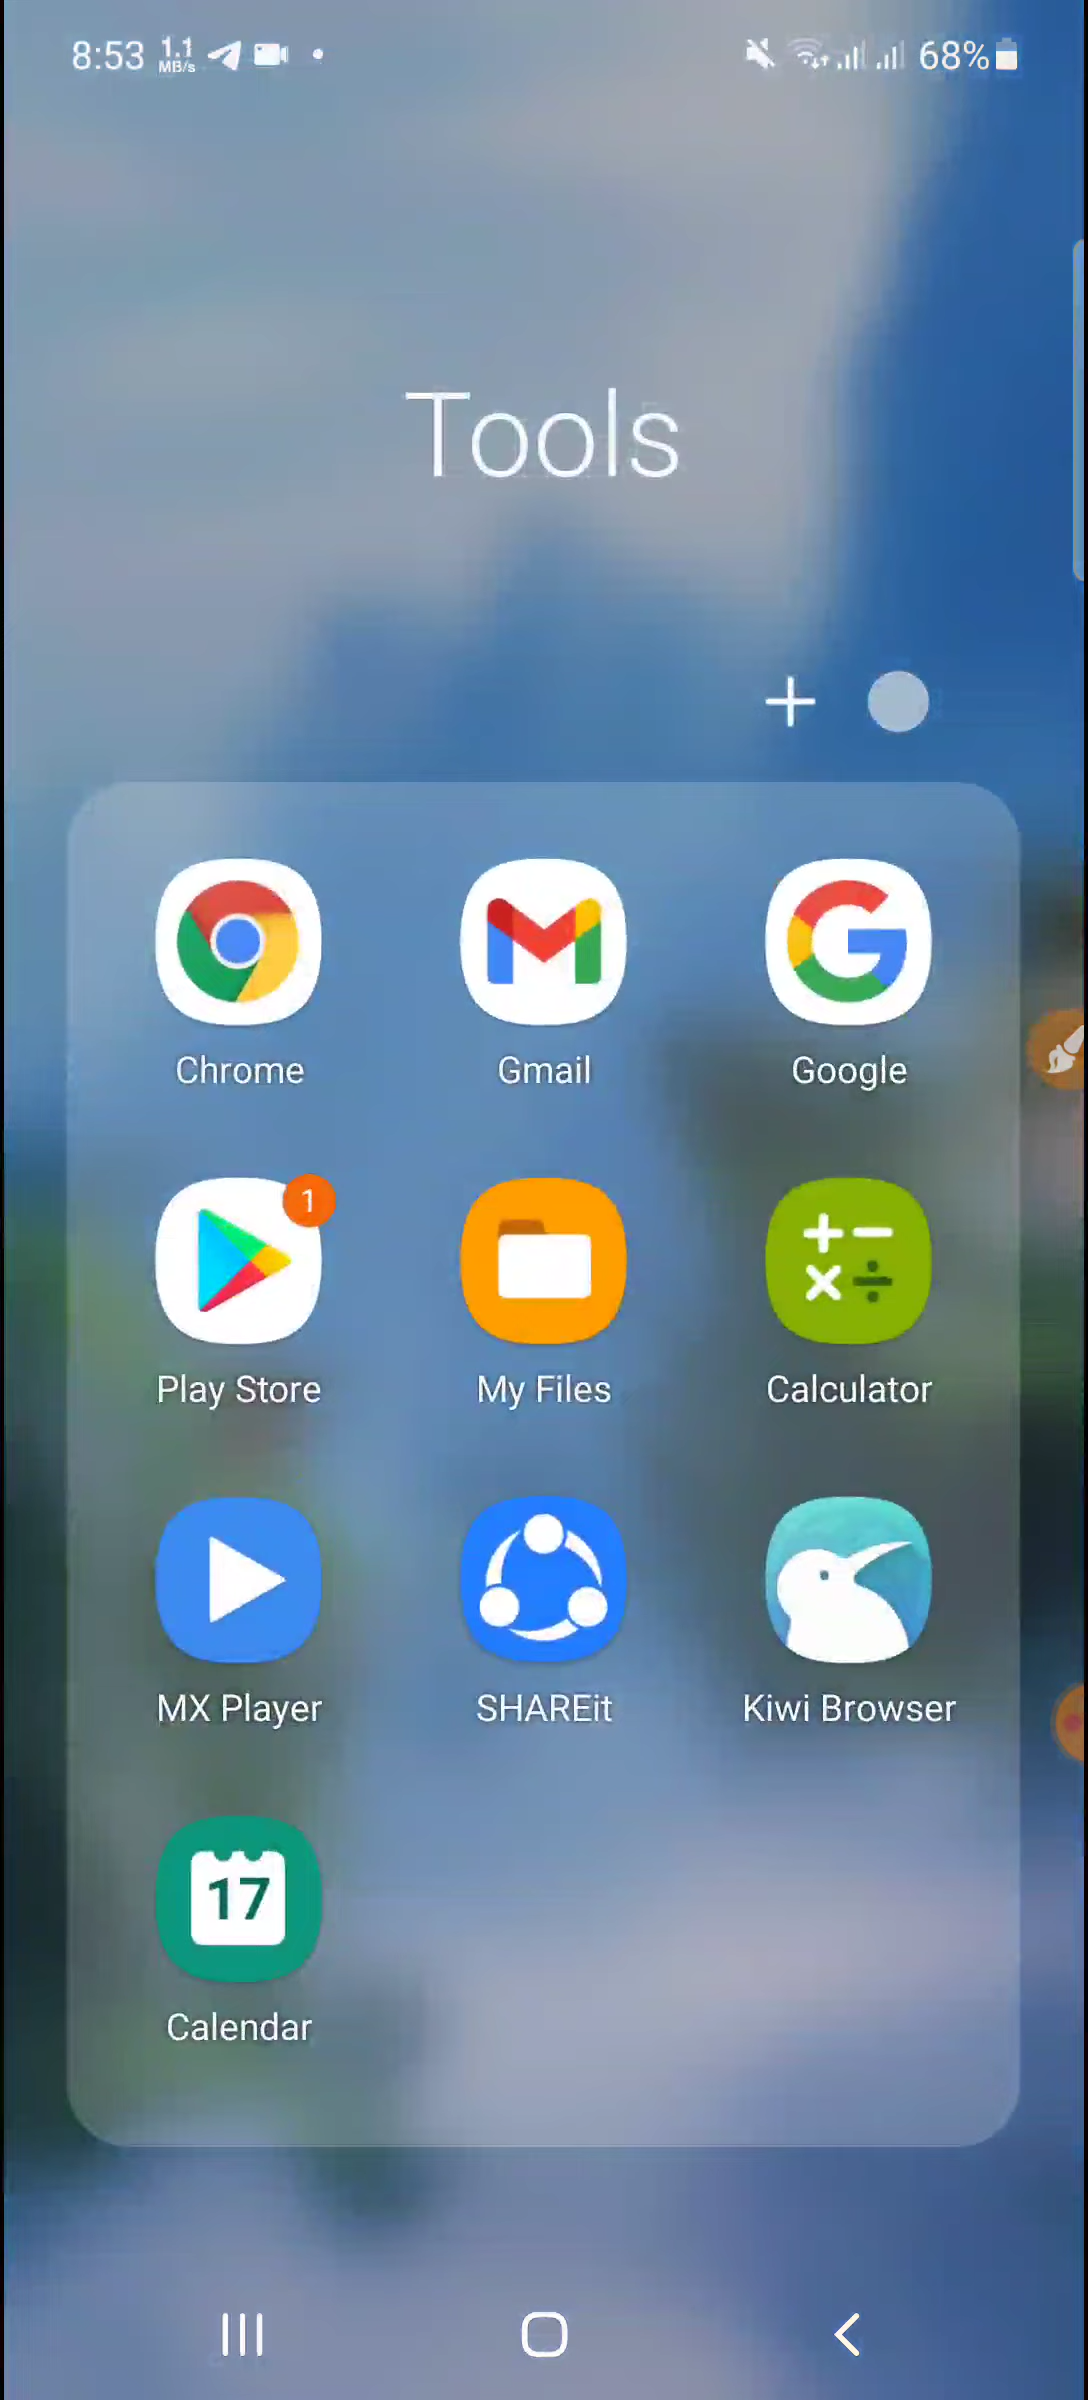 8:53 1.1 MB/s 68%
Tools
Chrome Gmail Google
1
Play Store My Files Calculator
MX Player SHAREit Kiwi Browser
17
Calendar